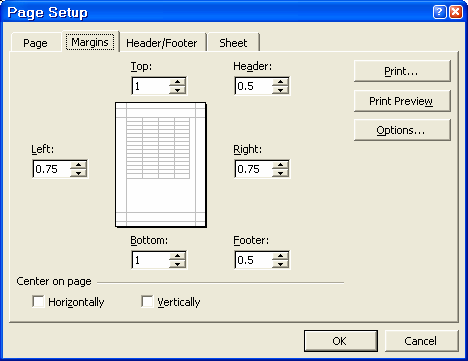 Page Setup
Page Margins Header/Footer Sheet
Top: Header:
1 0.5
Print...
Print Preview
Options...
Left: Right:
0.75 0.75
Bottom: Footer:
1 0.5
Center on page
Horizontally Vertically
OK Cancel